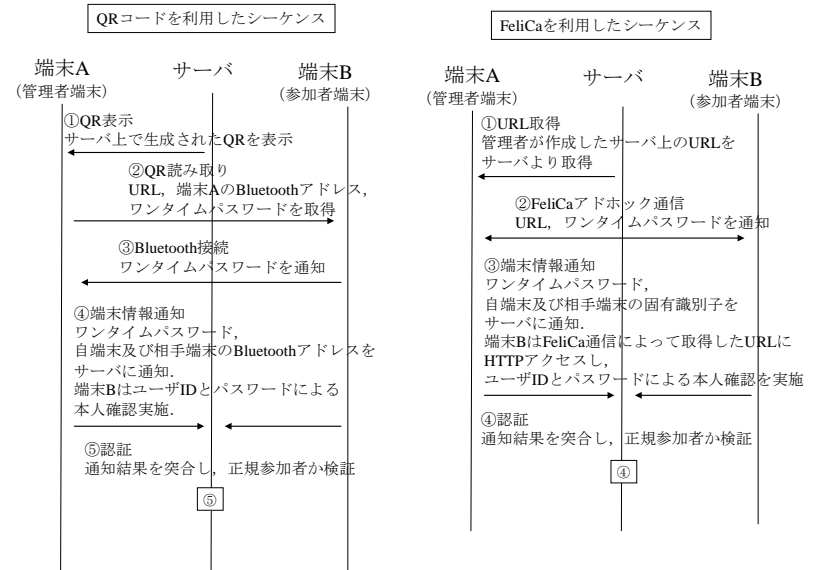 QRコードを利用したシーケンス
端末A
(管理者端末)
サーバ
端末B
(参加者端末)
①QR表示
サーバ上で生成されたQRを表示
②QR読み取り
URL，端末AのBluetoothアドレス，
ワンタイムパスワードを取得
③Bluetooth接続
ワンタイムパスワードを通知
④端末情報通知
ワンタイムパスワード，
自端末及び相手端末のBluetoothアドレスを
サーバに通知．
端末BはユーザIDとパスワードによる
本人確認実施．
⑤認証
通知結果を突合し，正規参加者か検証
⑤
FeliCaを利用したシーケンス
端末A
(管理者端末)
サーバ
端末B
(参加者端末)
①URL取得
管理者が作成したサーバ上のURLを
サーバより取得
②FeliCaアドホック通信
URL，ワンタイムパスワードを通知
③端末情報通知
ワンタイムパスワード，
自端末及び相手端末の固有識別子を
サーバに通知．
端末BはFeliCa通信によって取得したURLに
HTTPアクセスし，
ユーザIDとパスワードによる本人確認を実施
④認証
通知結果を突合し，正規参加者か検証
④